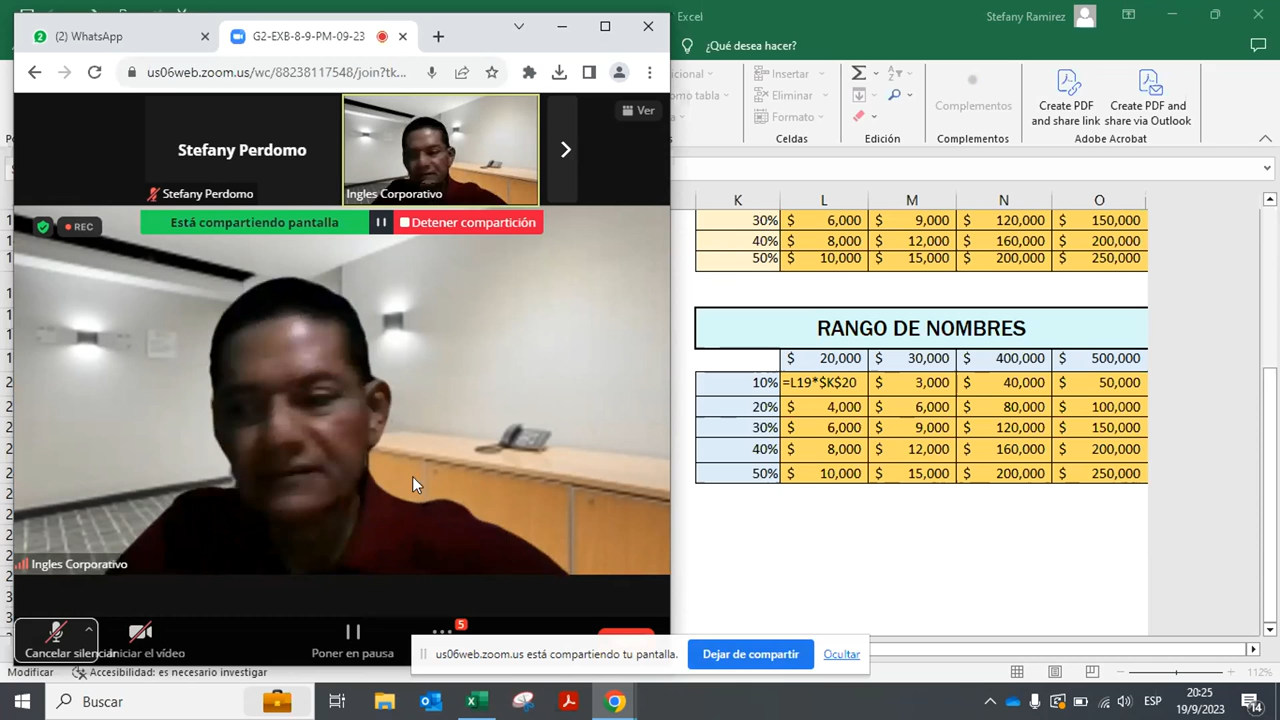 (2) WhatsApp
G2-EXB-8-9-PM-09-23
us06web.zoom.us/wc/88238117548/join?tk...
Stefany Perdomo
Stefany Perdomo
Ingles Corporativo
Ver
REC
Está compartiendo pantalla
Detener compartición
Ingles Corporativo
Cancelar silenciar
Iniciar el vídeo
Poner en pausa
5
us06web.zoom.us está compartiendo tu pantalla.
Dejar de compartir
Ocultar
Excel
Stefany Ramirez
¿Qué desea hacer?
Insertar
Eliminar
Formato
Celdas
Edición
Complementos
Complementos
Create PDF and share link
Create PDF and share via Outlook
Adobe Acrobat
K L M N O
30% $ 6,000 $ 9,000 $ 120,000 $ 150,000
40% $ 8,000 $ 12,000 $ 160,000 $ 200,000
50% $ 10,000 $ 15,000 $ 200,000 $ 250,000
RANGO DE NOMBRES
$ 20,000 $ 30,000 $ 400,000 $ 500,000
10% =L19*$K$20 $ 3,000 $ 40,000 $ 50,000
20% $ 4,000 $ 6,000 $ 80,000 $ 100,000
30% $ 6,000 $ 9,000 $ 120,000 $ 150,000
40% $ 8,000 $ 12,000 $ 160,000 $ 200,000
50% $ 10,000 $ 15,000 $ 200,000 $ 250,000
Modificar
Accesibilidad: es necesario investigar
112%
Buscar
ESP
20:25
19/9/2023
14